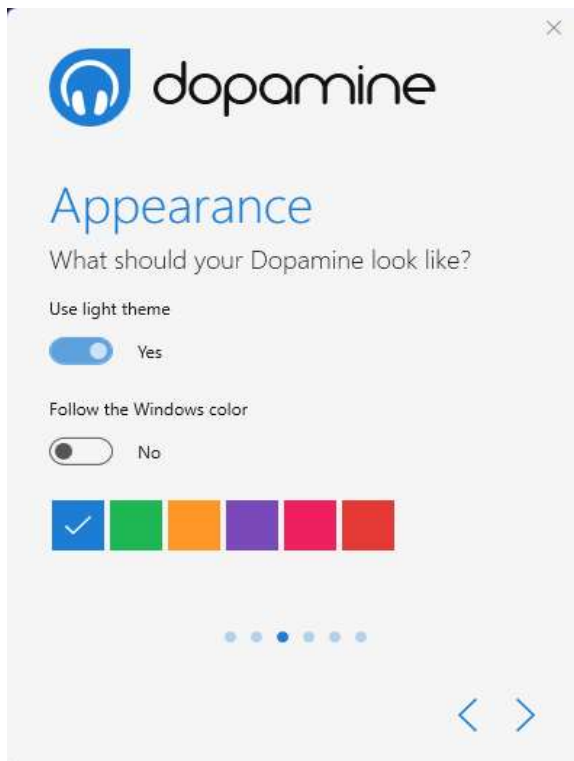 dopamine
Appearance
What should your Dopamine look like?
Use light theme
Yes
Follow the Windows color
No